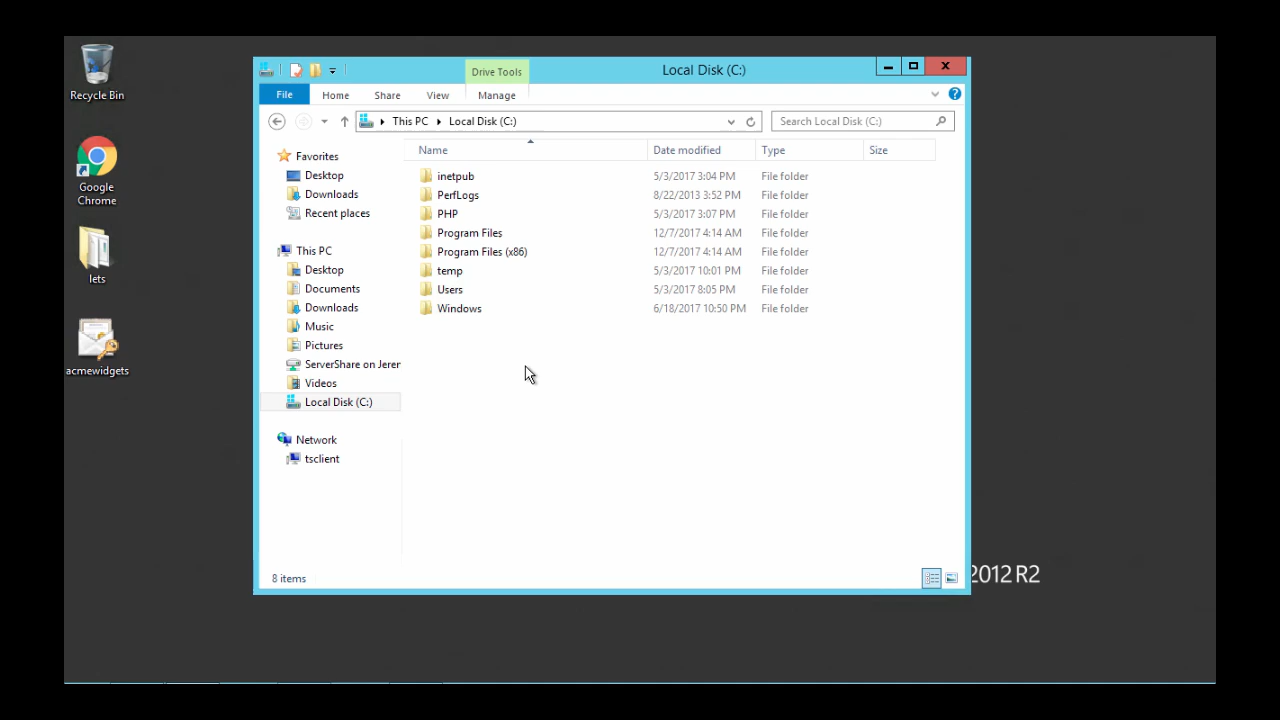 Recycle Bin
Google
Chrome
lets
acmewidgets
Drive Tools
Local Disk (C:)
File
Home
Share
View
Manage
This PC
Local Disk (C:)
Search Local Disk (C:)
Favorites
Desktop
Downloads
Recent places
This PC
Desktop
Documents
Downloads
Music
Pictures
ServerShare on Jerer
Videos
Local Disk (C:)
Network
tsclient
Name Date modified Type Size
inetpub 5/3/2017 3:04 PM File folder
PerfLogs 8/22/2013 3:52 PM File folder
PHP 5/3/2017 3:07 PM File folder
Program Files 12/7/2017 4:14 AM File folder
Program Files (x86) 12/7/2017 4:14 AM File folder
temp 5/3/2017 10:01 PM File folder
Users 5/3/2017 8:05 PM File folder
Windows 6/18/2017 10:50 PM File folder
8 items
2012 R2